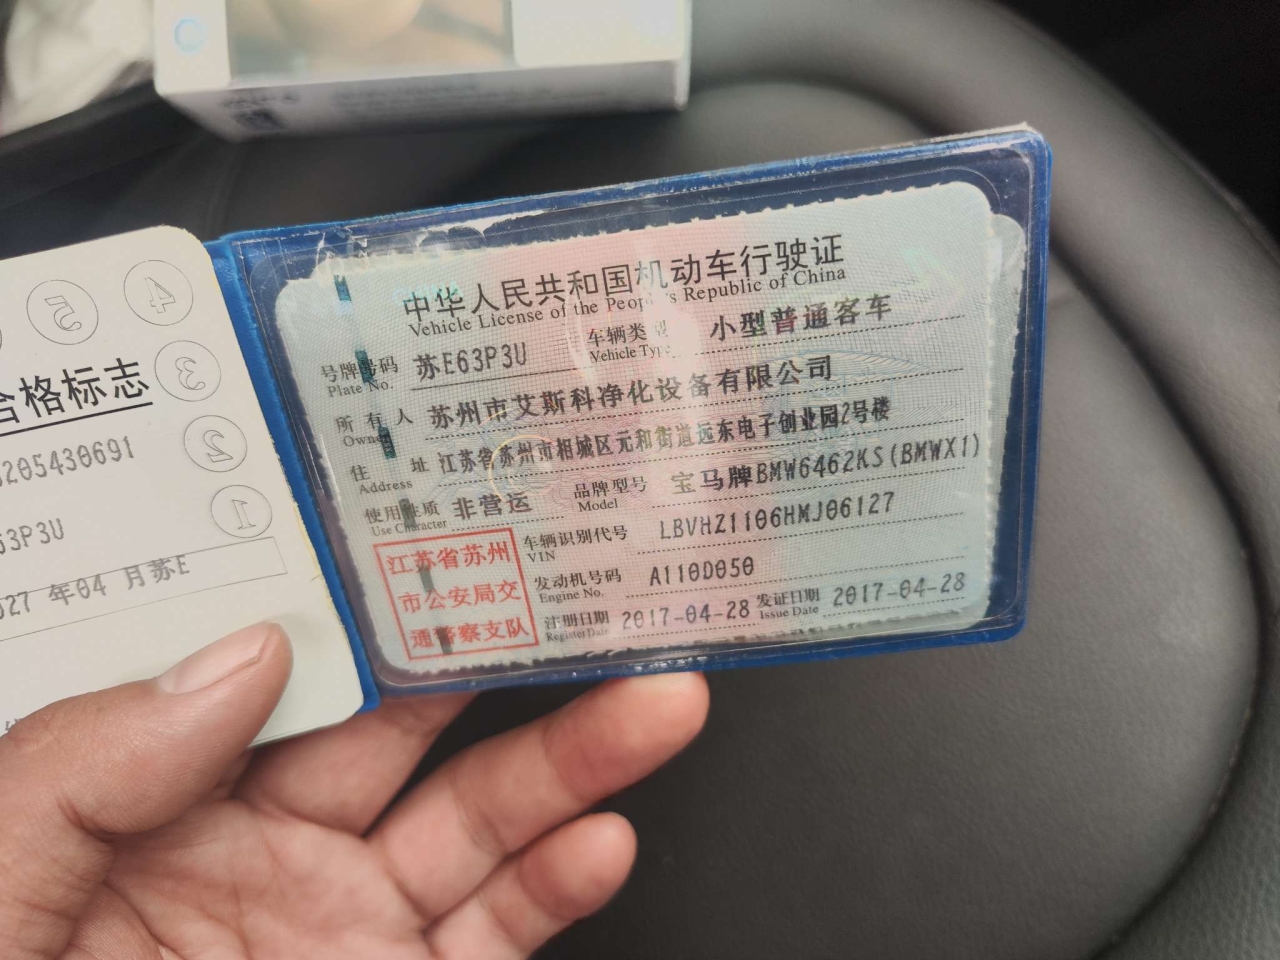 中华人民共和国机动车行驶证
Vehicle License of the People's Republic of China
号牌号码 苏E63P3U 车辆类型 小型普通客车
Plate No. Vehicle Type
所有人 苏州市艾斯科净化设备有限公司
Owner
住址 江苏省苏州市相城区元和街道远东电子创业园2号楼
Address
使用性质 非营运 品牌型号 宝马牌BMW6462KS(BMWX1)
Use Character Model
车辆识别代号 LBVHZ1106HMJ06127
VIN
发动机号码 A110D050
Engine No.
注册日期 2017-04-28 发证日期 2017-04-28
Register Date Issue Date
江苏省苏州
市公安局交
通警察支队
合格标志
205430691
63P3U
027 年04 月苏E
5 4
3
2
1